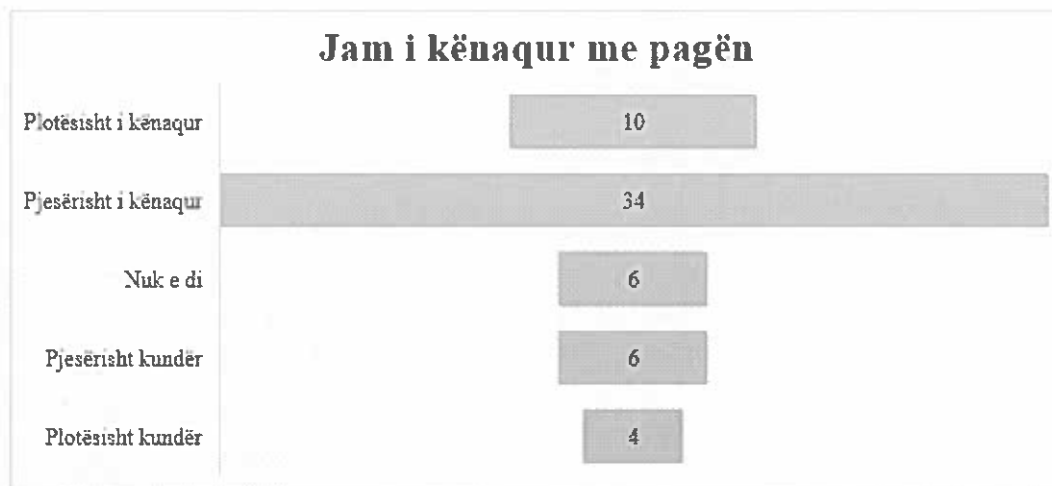 Jam i kënaqur me pagën
Plotësisht i kënaqur
10
Pjesërisht i kënaqur
34
Nuk e di
6
Pjesërisht kundër
6
Plotësisht kundër
4